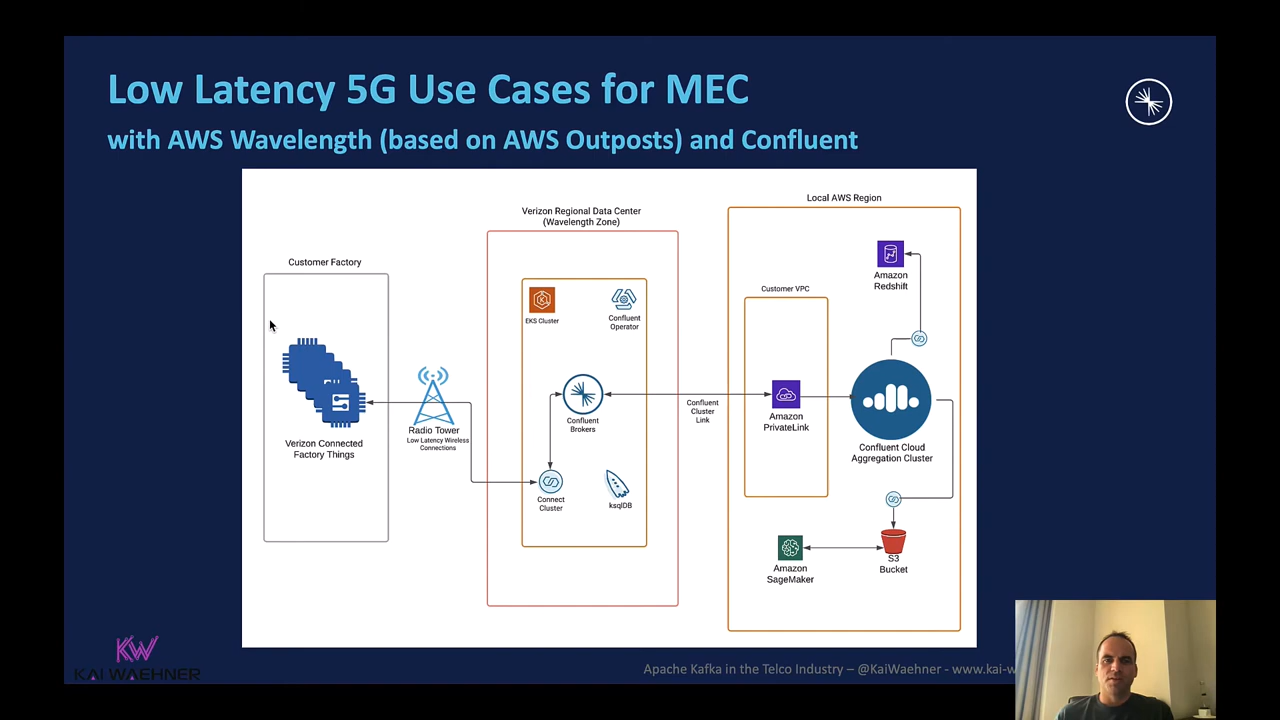 Low Latency 5G Use Cases for MEC
with AWS Wavelength (based on AWS Outposts) and Confluent
Local AWS Region
Verizon Regional Data Center
(Wavelength Zone)
Customer Factory
Amazon
Redshift
Customer VPC
EKS Cluster
Confluent
Operator
Confluent
Brokers
Confluent
Cluster
Link
Amazon
PrivateLink
Radio Tower
Low Latency Wireless
Connections
Verizon Connected
Factory Things
Confluent Cloud
Aggregation Cluster
Connect
Cluster
ksqlDB
S3
Bucket
Amazon
SageMaker
KW
KAI WAEHNER
Apache Kafka in the Telco Industry – @KaiWaehner - www.kai-w